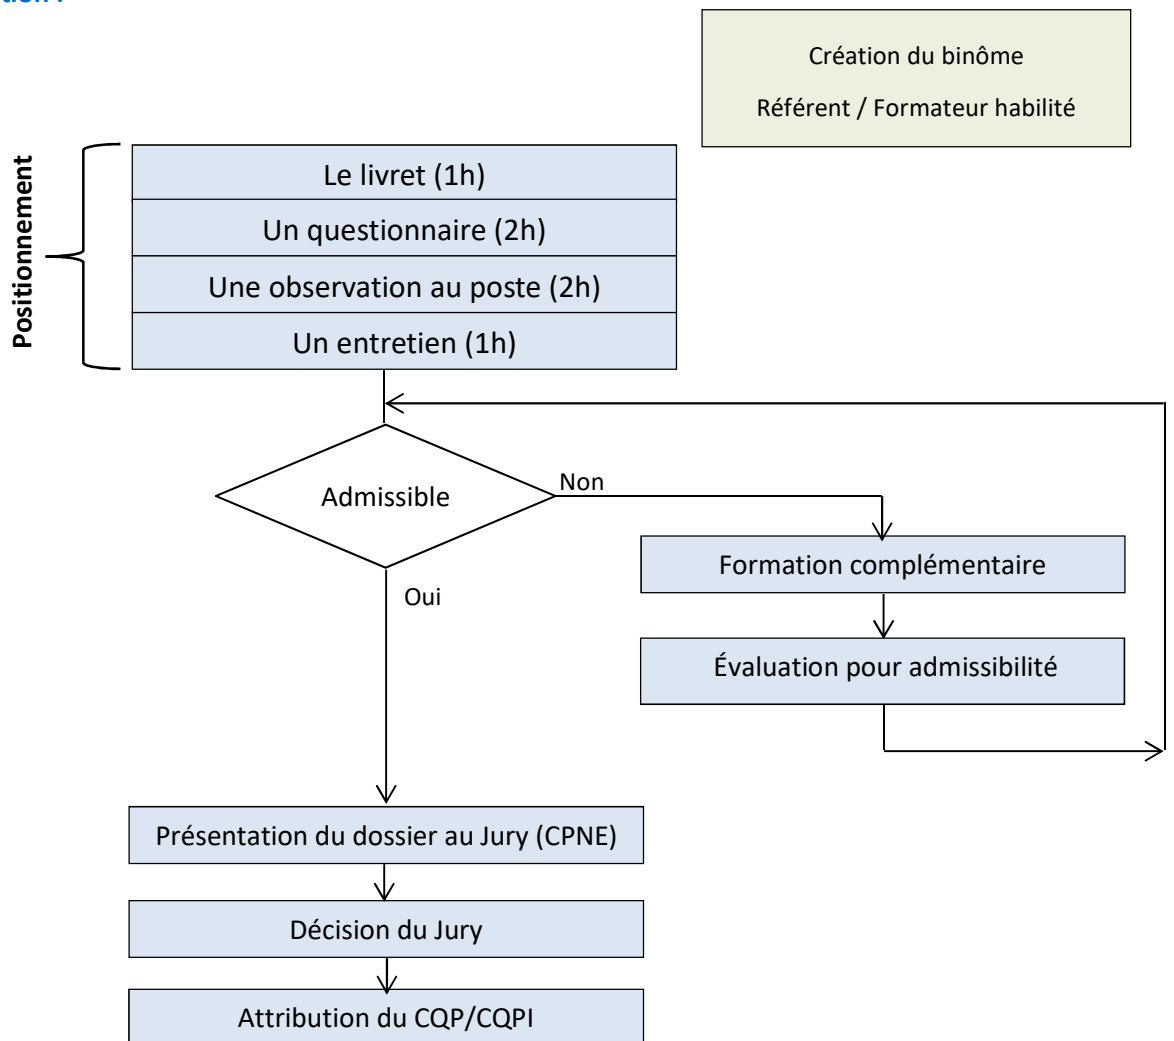 Création du binôme
Référent / Formateur habilité
Positionnement
Le livret (1h)
Un questionnaire (2h)
Une observation au poste (2h)
Un entretien (1h)
Admissible
Non
Formation complémentaire
Oui
Évaluation pour admissibilité
Présentation du dossier au Jury (CPNE)
Décision du Jury
Attribution du CQP/CQPI